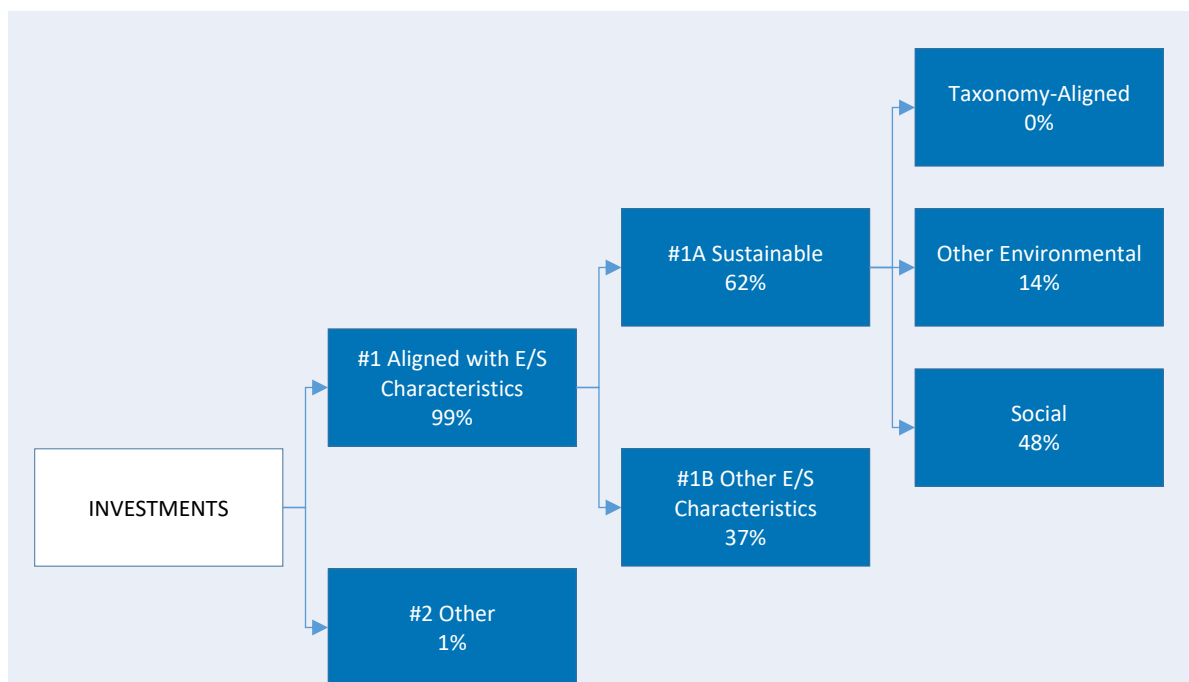 INVESTMENTS
#1 Aligned with E/S
Characteristics
99%
#2 Other
1%
#1A Sustainable
62%
#1B Other E/S
Characteristics
37%
Taxonomy-Aligned
0%
Other Environmental
14%
Social
48%